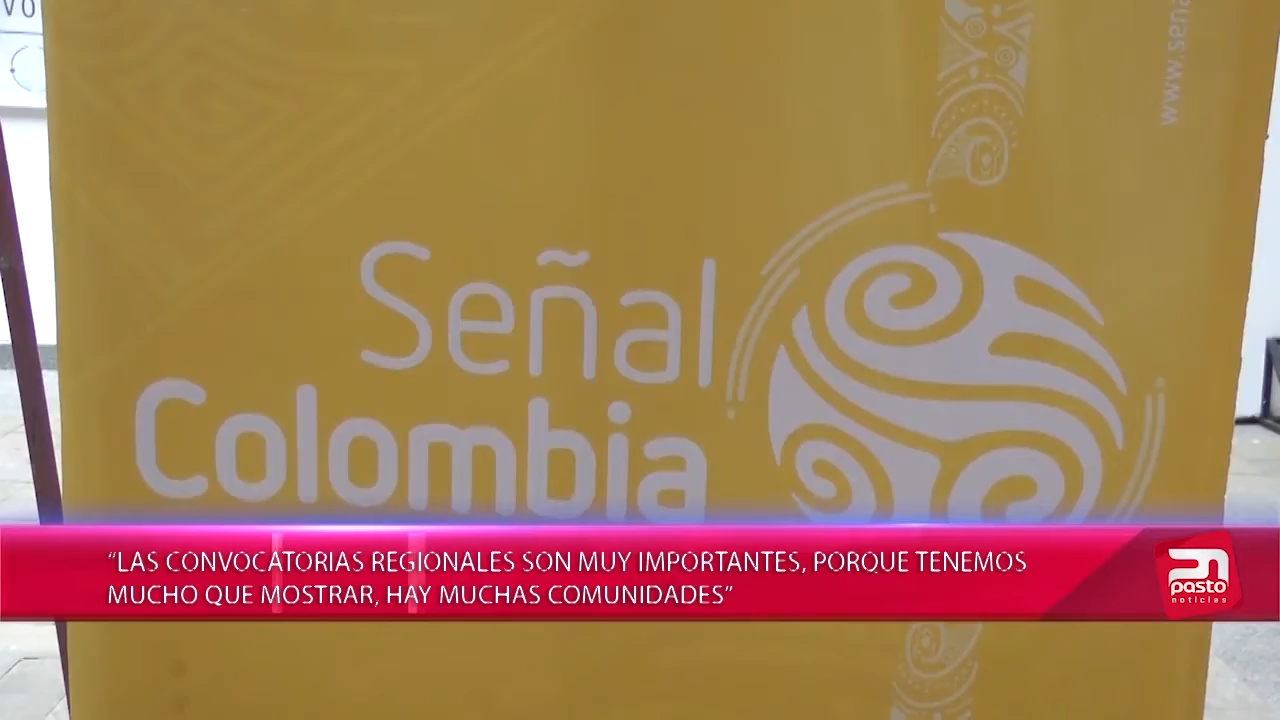 www.seña
Señal
Colombia
“LAS CONVOCATORIAS REGIONALES SON MUY IMPORTANTES, PORQUE TENEMOS
MUCHO QUE MOSTRAR, HAY MUCHAS COMUNIDADES”
pasto
noticias